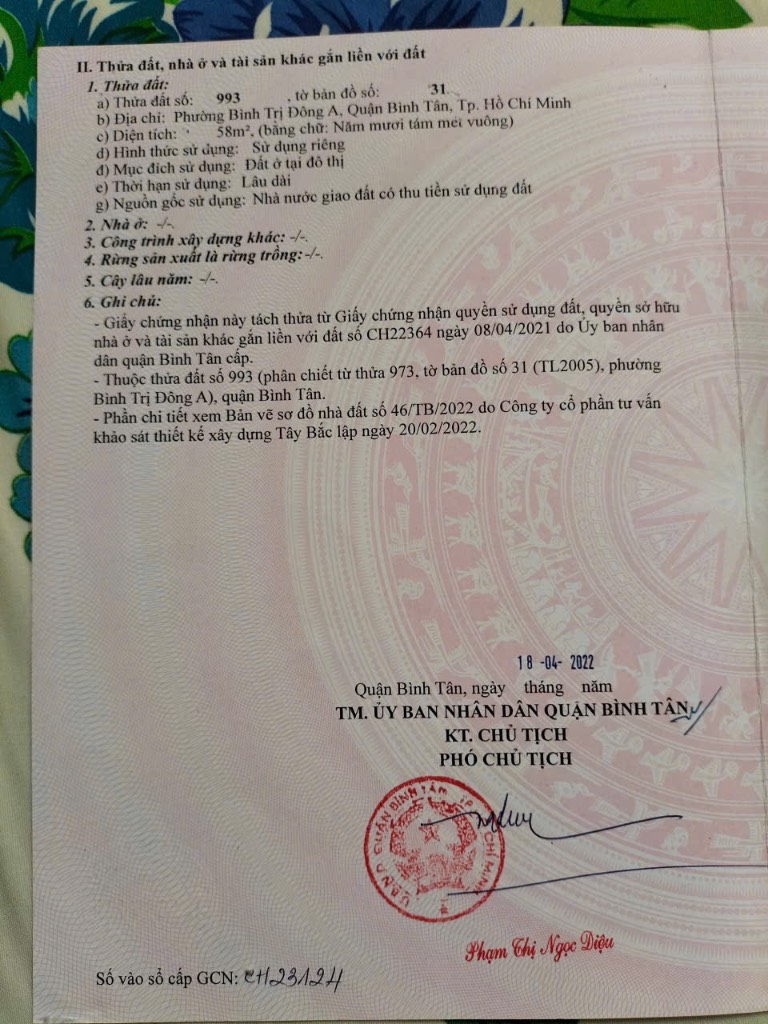 II. Thửa đất, nhà ở và tài sản khác gắn liền với đất
1. Thửa đất:
a) Thửa đất số: 993 , tờ bản đồ số: 31.
b) Địa chỉ: Phường Bình Trị Đông A, Quận Bình Tân, Tp. Hồ Chí Minh
c) Diện tích: 58m², (bằng chữ: Năm mươi tám mét vuông)
d) Hình thức sử dụng: Sử dụng riêng
đ) Mục đích sử dụng: Đất ở tại đô thị
e) Thời hạn sử dụng: Lâu dài
g) Nguồn gốc sử dụng: Nhà nước giao đất có thu tiền sử dụng đất
2. Nhà ở: -/-.
3. Công trình xây dựng khác: -/-.
4. Rừng sản xuất là rừng trồng:-/-.
5. Cây lâu năm: -/-.
6. Ghi chú:
- Giấy chứng nhận này tách thửa từ Giấy chứng nhận quyền sử dụng đất, quyền sở hữu
nhà ở và tài sản khác gắn liền với đất số CH22364 ngày 08/04/2021 do Ủy ban nhân
dân quận Bình Tân cấp.
- Thuộc thửa đất số 993 (phân chiết từ thửa 973, tờ bản đồ số 31 (TL2005), phường
Bình Trị Đông A), quận Bình Tân.
- Phần chi tiết xem Bản vẽ sơ đồ nhà đất số 46/TB/2022 do Công ty cổ phần tư vấn
khảo sát thiết kế xây dựng Tây Bắc lập ngày 20/02/2022.
18 -04- 2022
Quận Bình Tân, ngày tháng năm
TM. ỦY BAN NHÂN DÂN QUẬN BÌNH TÂN
KT. CHỦ TỊCH
PHÓ CHỦ TỊCH
U.B.N.D QUẬN BÌNH TÂN TP HỒ CHÍ MINH
Phạm Thị Ngọc Diệu
Số vào sổ cấp GCN: CH23124